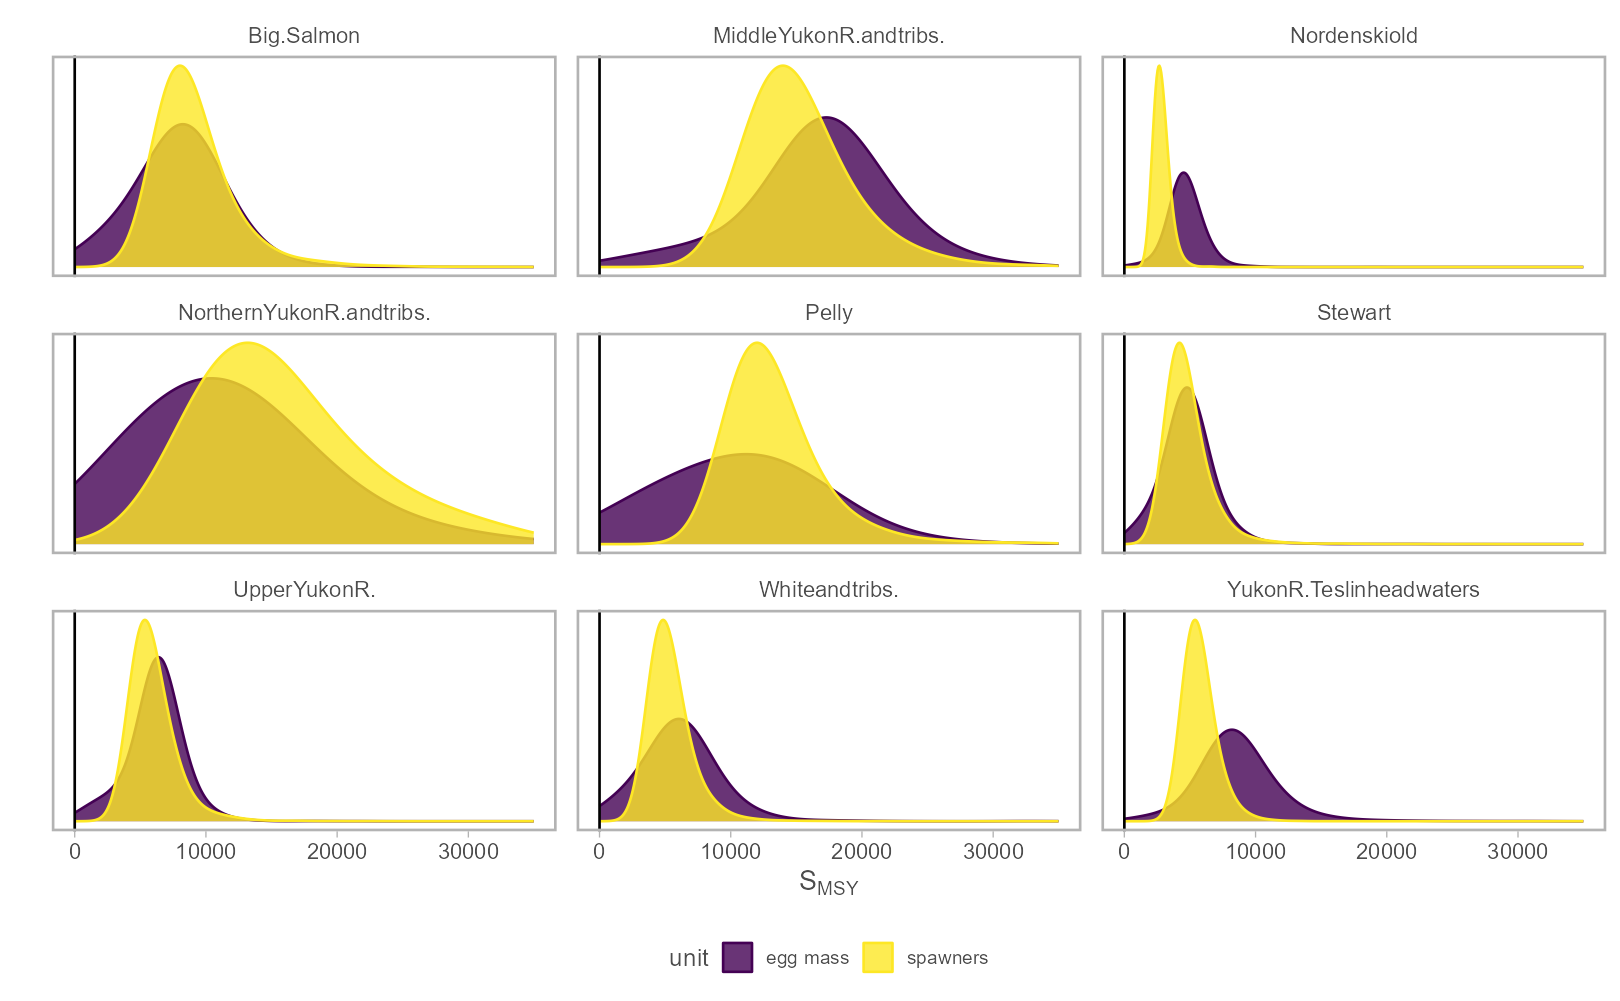 Big.Salmon
MiddleYukonR.andtribs.
Nordenskiold
NorthernYukonR.andtribs.
Pelly
Stewart
UpperYukonR.
Whiteandtribs.
YukonR.Teslinheadwaters
0 10000 20000 30000
0 10000 20000 30000
0 10000 20000 30000
SMSY
unit egg mass spawners